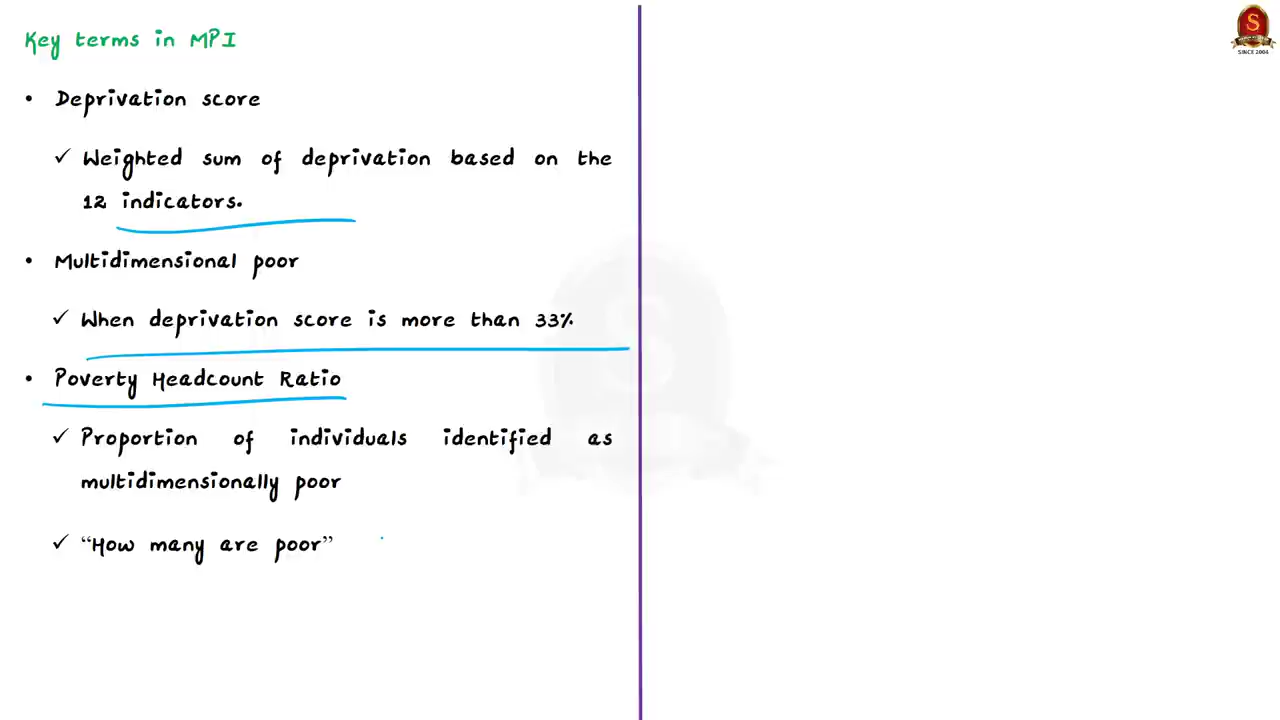 Key terms in MPI
• Deprivation score
✓ Weighted sum of deprivation based on the
12 indicators.
• Multidimensional poor
✓ When deprivation score is more than 33%
• Poverty Headcount Ratio
✓ Proportion of individuals identified as
multidimensionally poor
✓ “How many are poor”
S
SINCE 2004